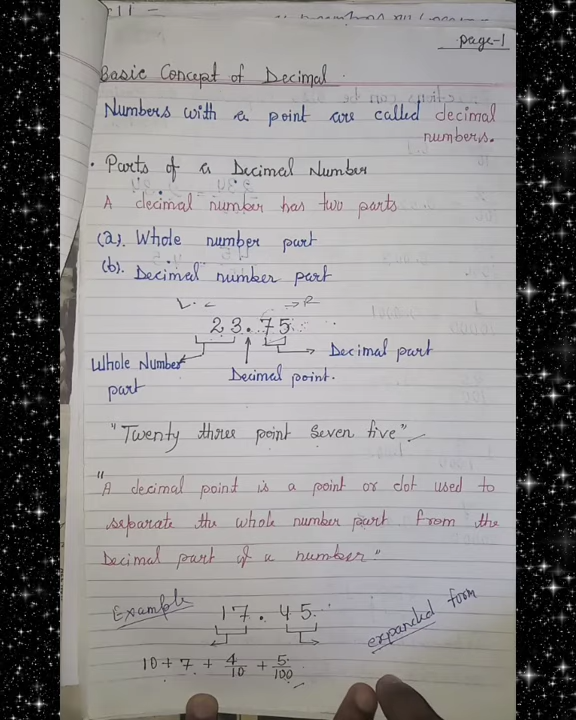 page-1
Basic Concept of Decimal
Numbers with a point are called decimal
numbers.
• Parts of a Decimal Number
A decimal number has two parts
(a). Whole number part
(b). Decimal number part
L ← → R
23.75
Whole Number
part
Decimal point.
Decimal part
"Twenty three point Seven five"
"A decimal point is a point or dot used to
separate the whole number part from the
Decimal part of a number"
Example
17.45
expanded form
10 + 7 + 4/10 + 5/100